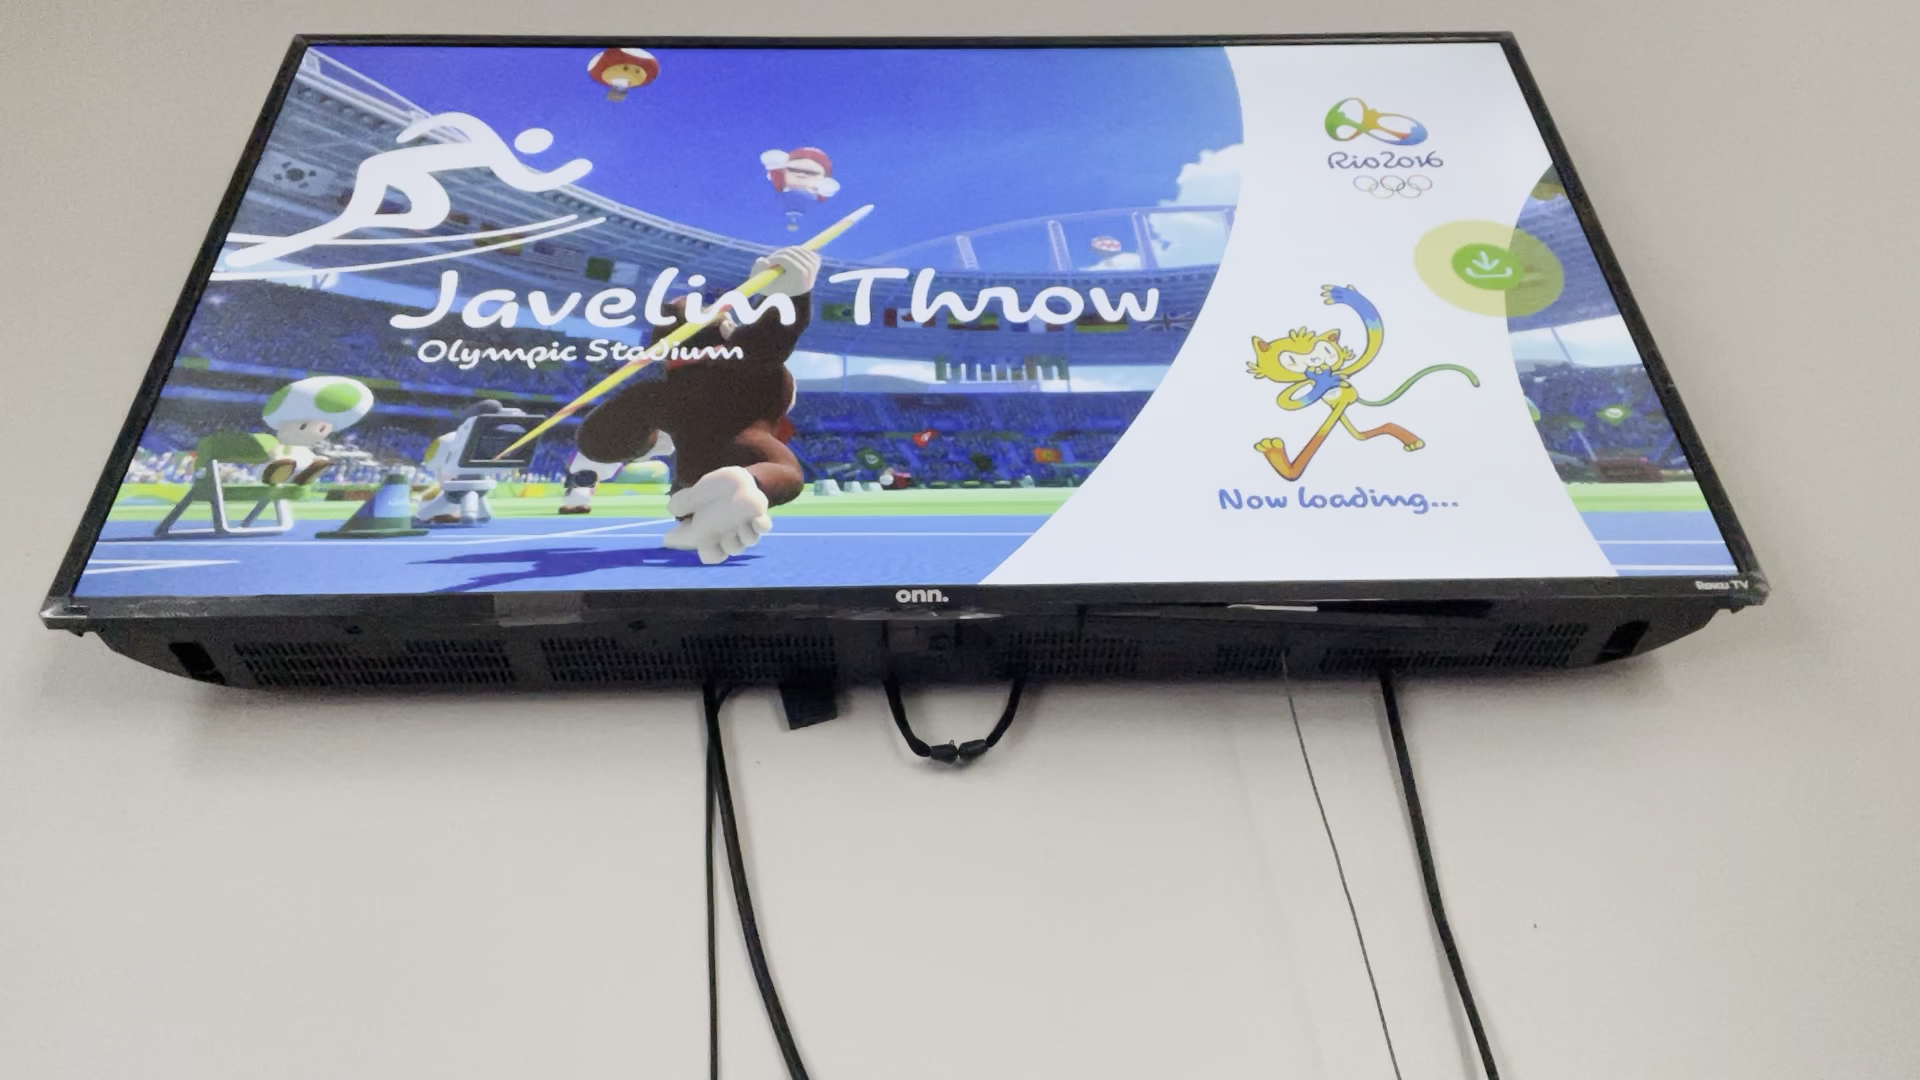 Javelin Throw
Olympic Stadium
Rio2016
Now loading...
onn.
Roku TV